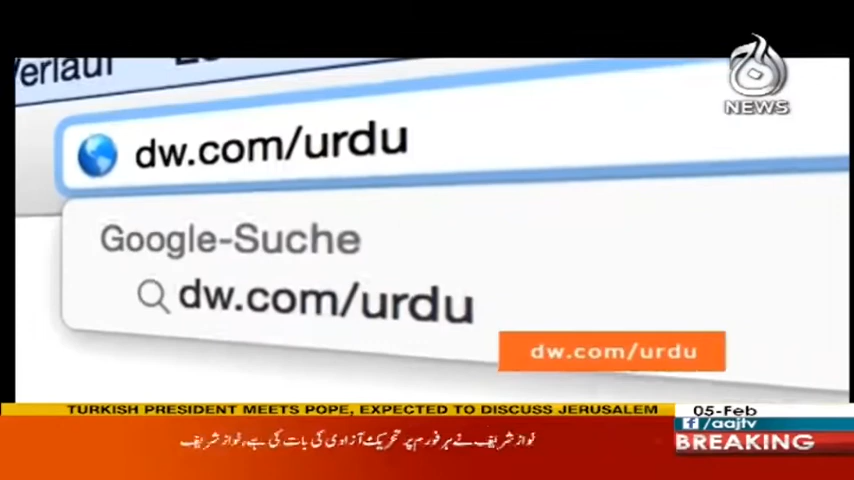 Verlauf
NEWS
dw.com/urdu
Google-Suche
dw.com/urdu
dw.com/urdu
TURKISH PRESIDENT MEETS POPE, EXPECTED TO DISCUSS JERUSALEM
05-Feb
/aajtv
نواز شریف نے ہر فورم پر تحریک آزادی کی بات کی ہے، نواز شریف
BREAKING